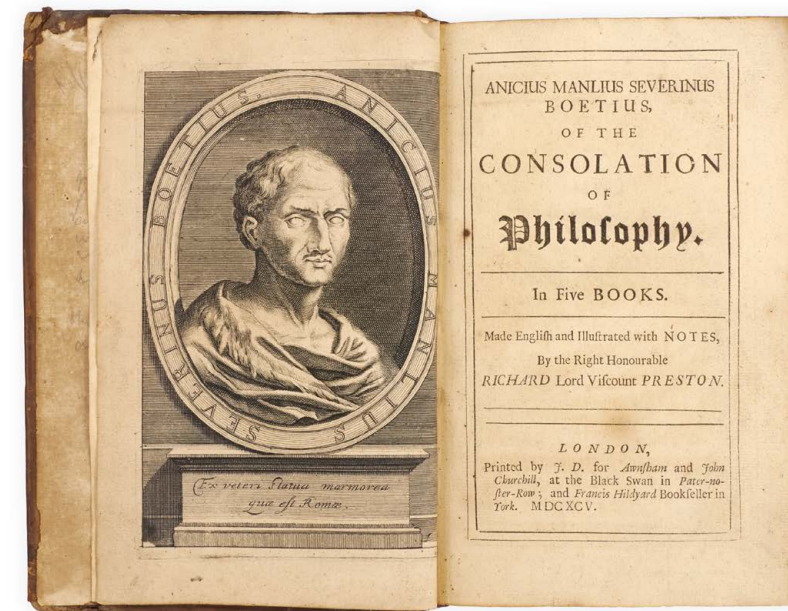 ANICIUS MANLIUS SEVERINUS BOETIUS.
Ex veteri statua marmorea
quæ est Romæ.
ANICIUS MANLIUS SEVERINUS
BOETIUS,
OF THE
CONSOLATION
OF
Philoſophy.
In Five BOOKS.
Made Engliſh and Illuſtrated with NOTES,
By the Right Honourable
RICHARD Lord Viſcount PRESTON.
LONDON,
Printed by J. D. for Awnſham and John
Churchill, at the Black Swan in Pater-no-
ſter-Row; and Francis Hildyard Bookſeller in
York. MDCXCV.